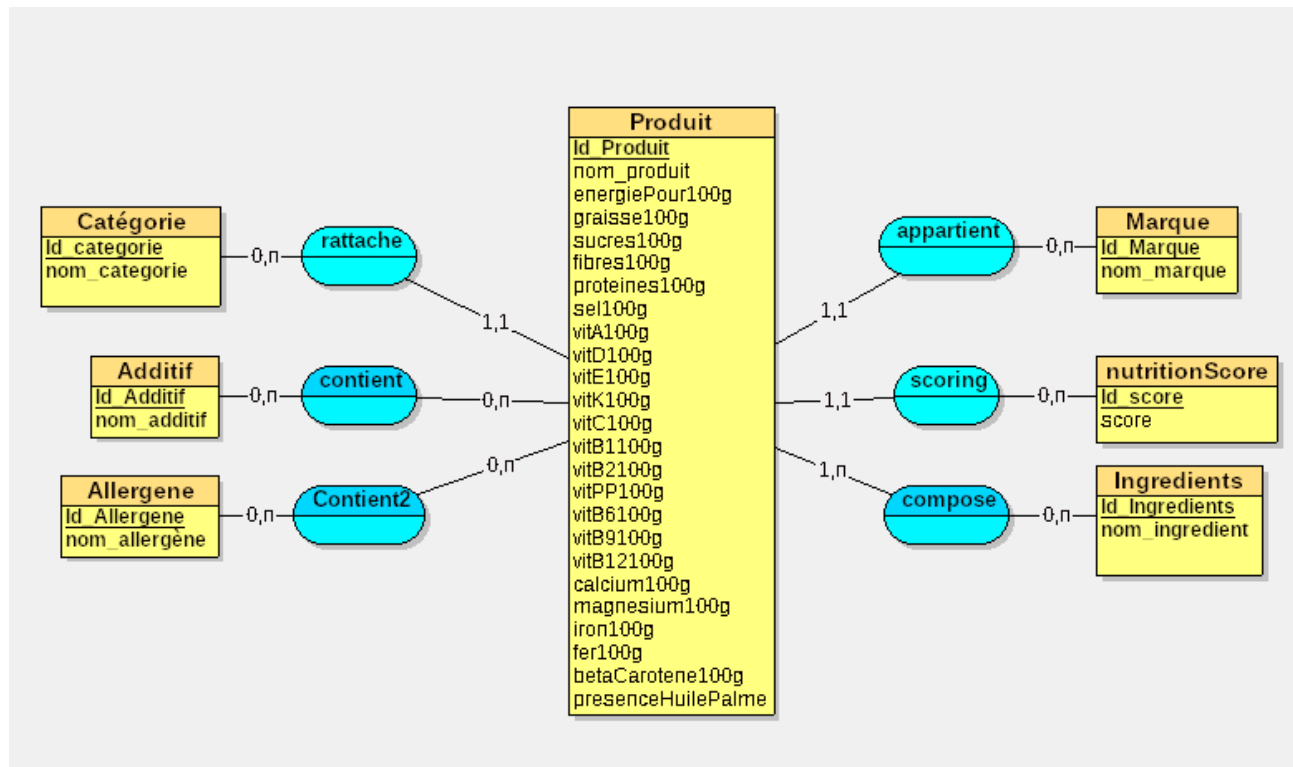 Catégorie
Id_categorie
nom_categorie
0,n
rattache
1,1
Additif
Id_Additif
nom_additif
0,n
contient
0,n
Allergene
Id_Allergene
nom_allergène
0,n
Contient2
0,n
Produit
Id_Produit
nom_produit
energiePour100g
graisse100g
sucres100g
fibres100g
proteines100g
sel100g
vitA100g
vitD100g
vitE100g
vitK100g
vitC100g
vitB1100g
vitB2100g
vitPP100g
vitB6100g
vitB9100g
vitB12100g
calcium100g
magnesium100g
iron100g
fer100g
betaCarotene100g
presenceHuilePalme
1,1
appartient
0,n
Marque
Id_Marque
nom_marque
1,1
scoring
0,n
nutritionScore
Id_score
score
1,n
compose
0,n
Ingredients
Id_Ingredients
nom_ingredient